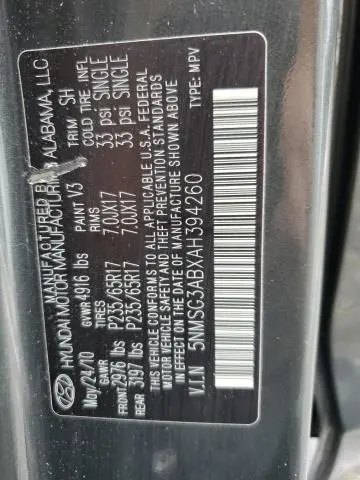 MANUFACTURED BY
HYUNDAI MOTOR MANUFACTURING ALABAMA, LLC
May/24/10 GVWR 4916 lbs PAINT V3 TRIM SH
GAWR TIRES RIMS COLD TIRE INFL
FRONT 2976 lbs P235/65R17 7.0JX17 33 psi SINGLE
REAR 3197 lbs P235/65R17 7.0JX17 33 psi SINGLE
THIS VEHICLE CONFORMS TO ALL APPLICABLE U.S.A. FEDERAL
MOTOR VEHICLE SAFETY STANDARDS IN EFFECT ON THE DATE OF
MANUFACTURE SHOWN ABOVE
V.I.N 5NMSG3ABXAH394260 TYPE: MPV